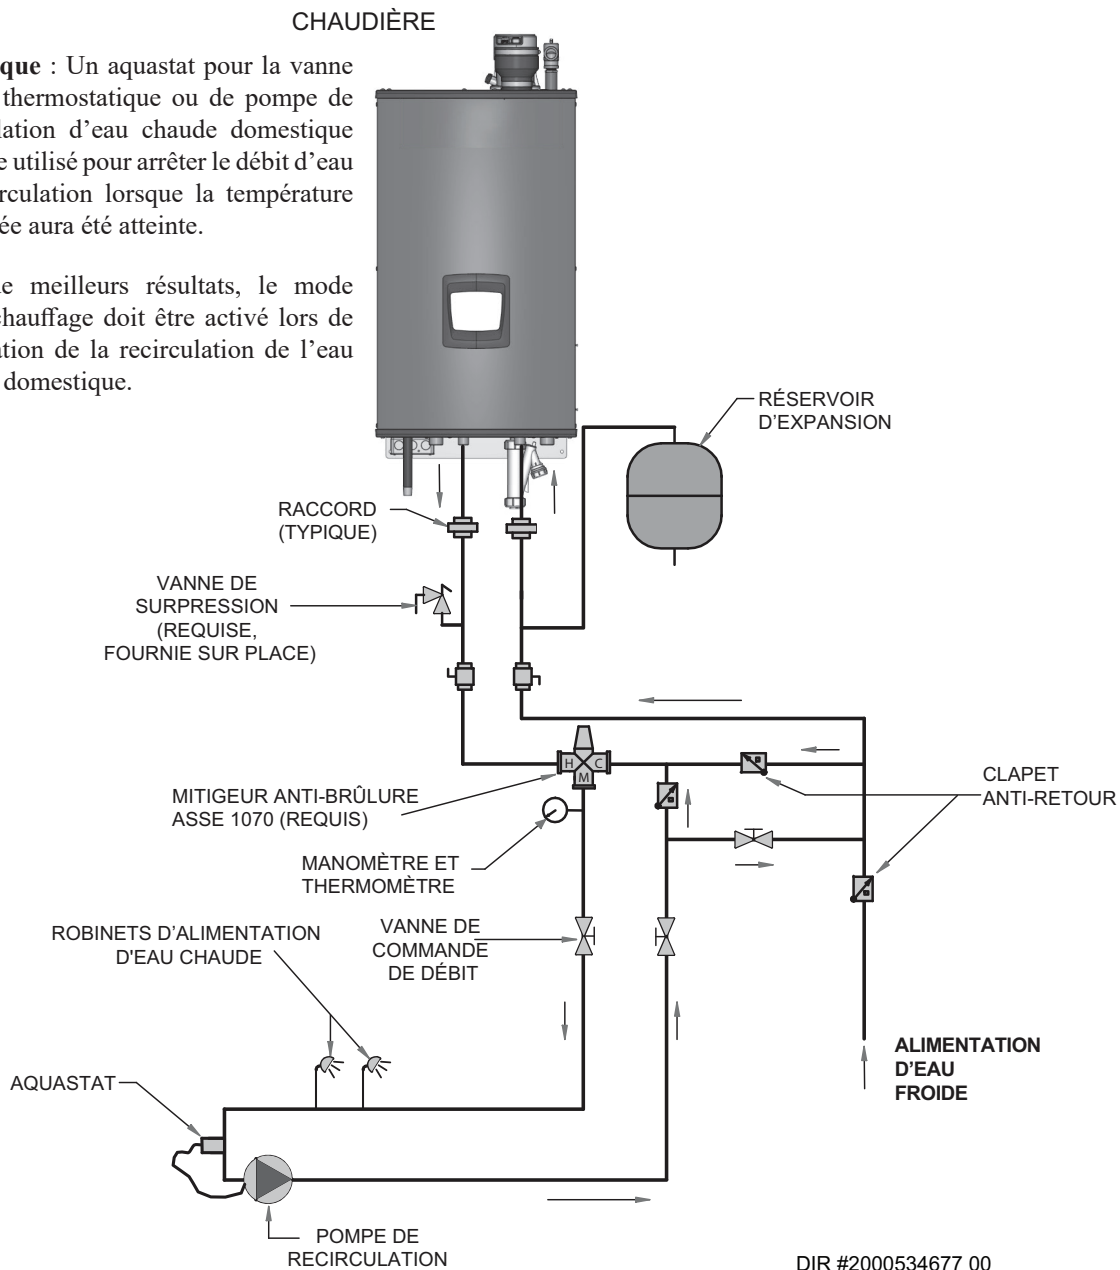 CHAUDIÈRE
que : Un aquastat pour la vanne
thermostatique ou de pompe de
lation d’eau chaude domestique
e utilisé pour arrêter le débit d’eau
rculation lorsque la température
ée aura été atteinte.
e meilleurs résultats, le mode
chauffage doit être activé lors de
ation de la recirculation de l’eau
domestique.
RÉSERVOIR
D’EXPANSION
RACCORD
(TYPIQUE)
VANNE DE
SURPRESSION
(REQUISE,
FOURNIE SUR PLACE)
H C
M
MITIGEUR ANTI-BRÛLURE
ASSE 1070 (REQUIS)
CLAPET
ANTI-RETOUR
MANOMÈTRE ET
THERMOMÈTRE
ROBINETS D’ALIMENTATION
D'EAU CHAUDE
VANNE DE
COMMANDE
DE DÉBIT
ALIMENTATION
D’EAU
FROIDE
AQUASTAT
POMPE DE
RECIRCULATION
DIR #2000534677 00